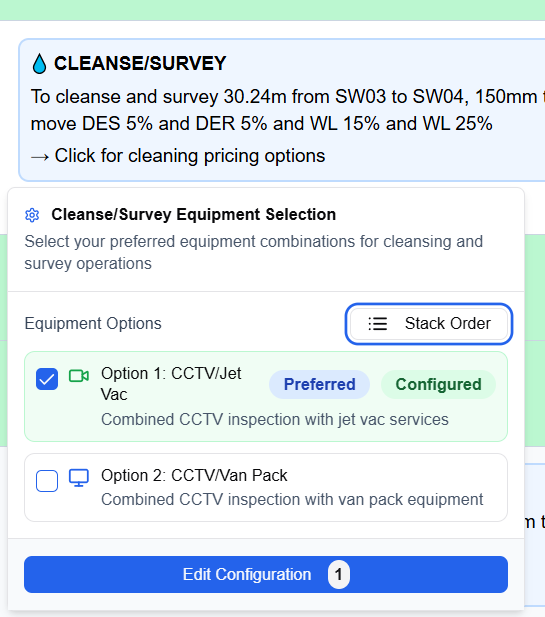 CLEANSE/SURVEY
To cleanse and survey 30.24m from SW03 to SW04, 150mm
move DES 5% and DER 5% and WL 15% and WL 25%
→ Click for cleaning pricing options
Cleanse/Survey Equipment Selection
Select your preferred equipment combinations for cleansing and
survey operations
Equipment Options
Stack Order
Option 1: CCTV/Jet
Vac
Preferred
Configured
Combined CCTV inspection with jet vac services
Option 2: CCTV/Van Pack
Combined CCTV inspection with van pack equipment
Edit Configuration 1